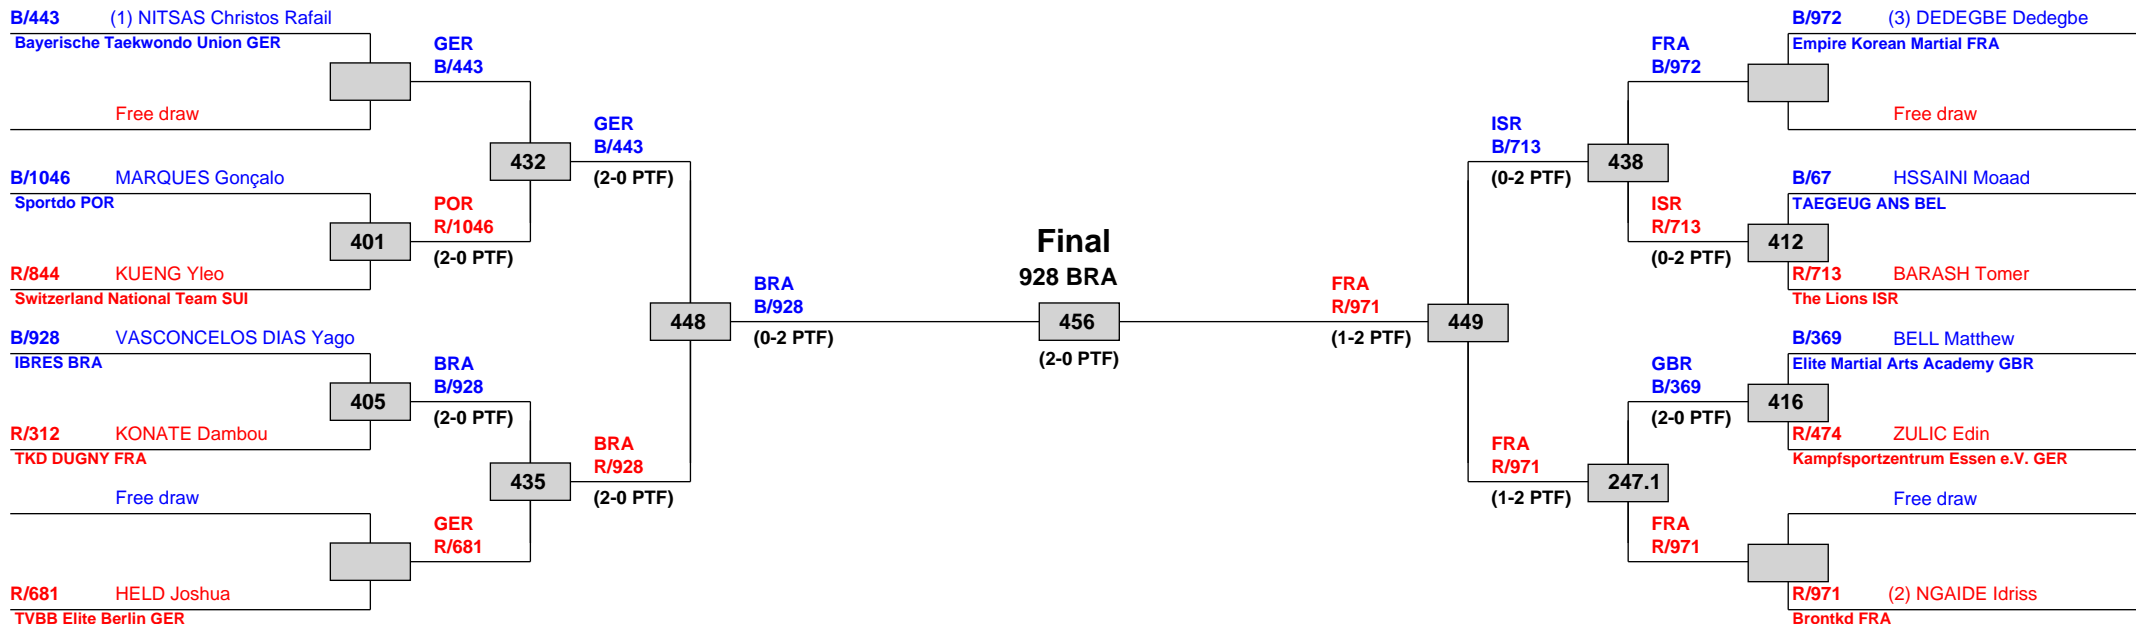 B/443 (1) NITSAS Christos Rafail
Bayerische Taekwondo Union GER
Free draw
B/1046 MARQUES Gonçalo
Sportdo POR
401
R/844 KUENG Yleo
Switzerland National Team SUI
B/928 VASCONCELOS DIAS Yago
IBRES BRA
405
R/312 KONATE Dambou
TKD DUGNY FRA
Free draw
R/681 HELD Joshua
TVBB Elite Berlin GER
GER
B/443
432
POR
R/1046
(2-0 PTF)
BRA
B/928
(2-0 PTF)
435
GER
R/681
GER
B/443
(2-0 PTF)
448
BRA
R/928
(2-0 PTF)
BRA
B/928
(0-2 PTF)
Final
928 BRA
456
(2-0 PTF)
FRA
R/971
(1-2 PTF)
449
ISR
B/713
(0-2 PTF)
FRA
R/971
(1-2 PTF)
FRA
B/972
438
ISR
R/713
(0-2 PTF)
GBR
B/369
(2-0 PTF)
247.1
FRA
R/971
B/972 (3) DEDEGBE Dedegbe
Empire Korean Martial FRA
Free draw
B/67 HSSAINI Moaad
TAEGEUG ANS BEL
412
R/713 BARASH Tomer
The Lions ISR
B/369 BELL Matthew
Elite Martial Arts Academy GBR
416
R/474 ZULIC Edin
Kampfsportzentrum Essen e.V. GER
Free draw
R/971 (2) NGAIDE Idriss
Brontkd FRA